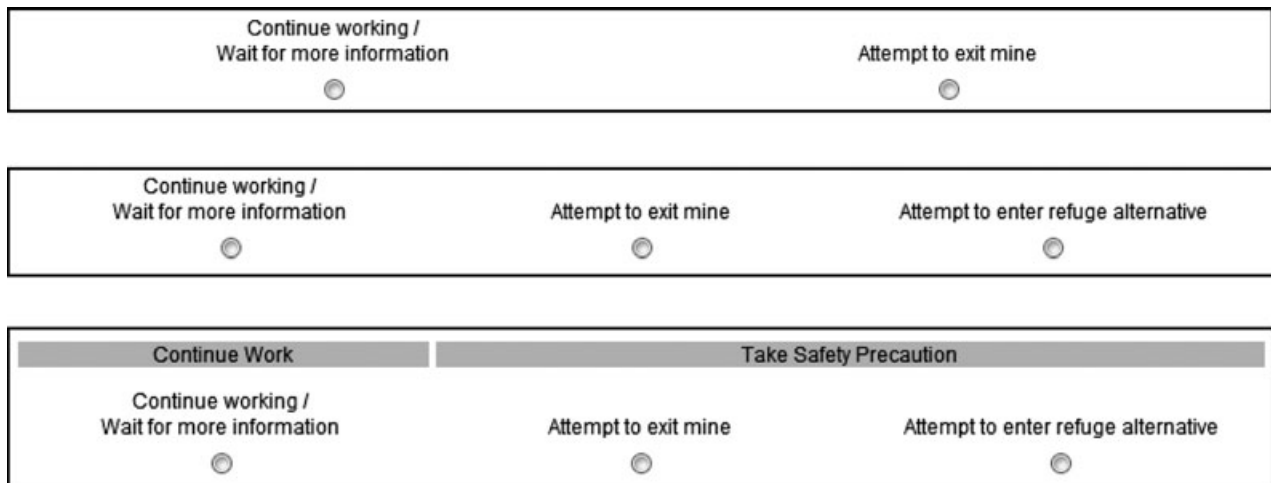 Continue working /
Wait for more information
Attempt to exit mine
Continue working /
Wait for more information
Attempt to exit mine
Attempt to enter refuge alternative
Continue Work
Take Safety Precaution
Continue working /
Wait for more information
Attempt to exit mine
Attempt to enter refuge alternative